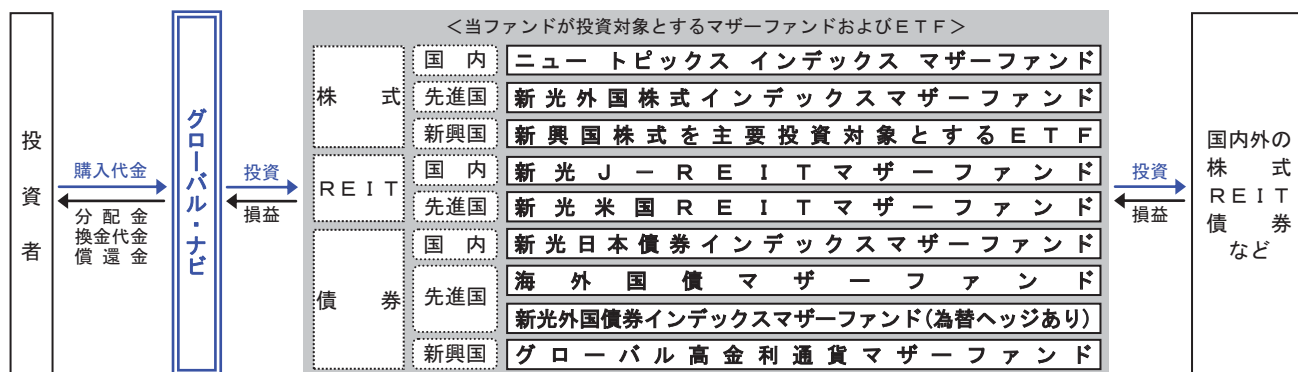 ＜当ファンドが投資対象とするマザーファンドおよびＥＴＦ＞
投資者
購入代金
分配金
換金代金
償還金
グローバル・ナビ
投資
損益
株式
国内
ニュー トピックス インデックス マザーファンド
先進国
新光外国株式インデックスマザーファンド
新興国
新興国株式を主要投資対象とするＥＴＦ
ＲＥＩＴ
国内
新光Ｊ－ＲＥＩＴマザーファンド
先進国
新光米国ＲＥＩＴマザーファンド
債券
国内
新光日本債券インデックスマザーファンド
先進国
海外国債マザーファンド
新光外国債券インデックスマザーファンド(為替ヘッジあり)
新興国
グローバル高金利通貨マザーファンド
投資
損益
国内外の
株式
ＲＥＩＴ
債券
など